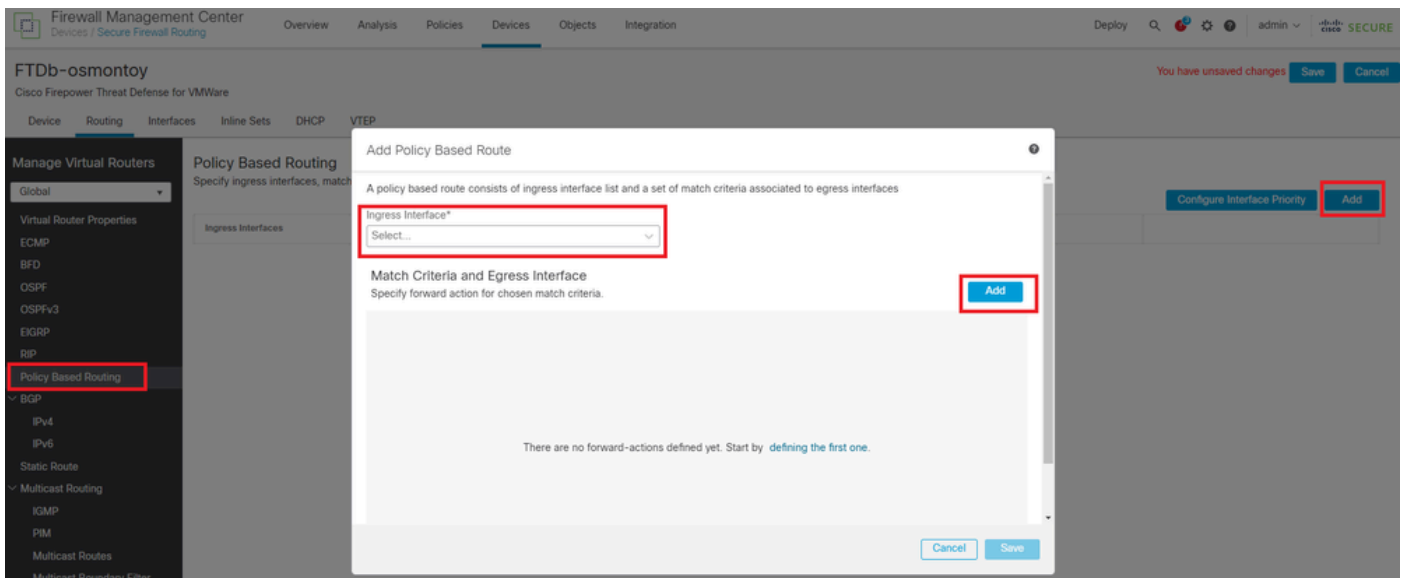 Firewall Management Center
Devices / Secure Firewall Routing
Overview Analysis Policies Devices Objects Integration
Deploy admin cisco SECURE
FTDb-osmontoy
Cisco Firepower Threat Defense for VMWare
You have unsaved changes Save Cancel
Device Routing Interfaces Inline Sets DHCP VTEP
Manage Virtual Routers
Global
Virtual Router Properties
ECMP
BFD
OSPF
OSPFv3
EIGRP
RIP
Policy Based Routing
BGP
IPv4
IPv6
Static Route
Multicast Routing
IGMP
PIM
Multicast Routes
Multicast Boundary Filter
Policy Based Routing
Specify ingress interfaces, match
Configure Interface Priority Add
Ingress Interfaces
Add Policy Based Route
A policy based route consists of ingress interface list and a set of match criteria associated to egress interfaces
Ingress Interface*
Select...
Match Criteria and Egress Interface
Specify forward action for chosen match criteria.
Add
There are no forward-actions defined yet. Start by defining the first one.
Cancel Save